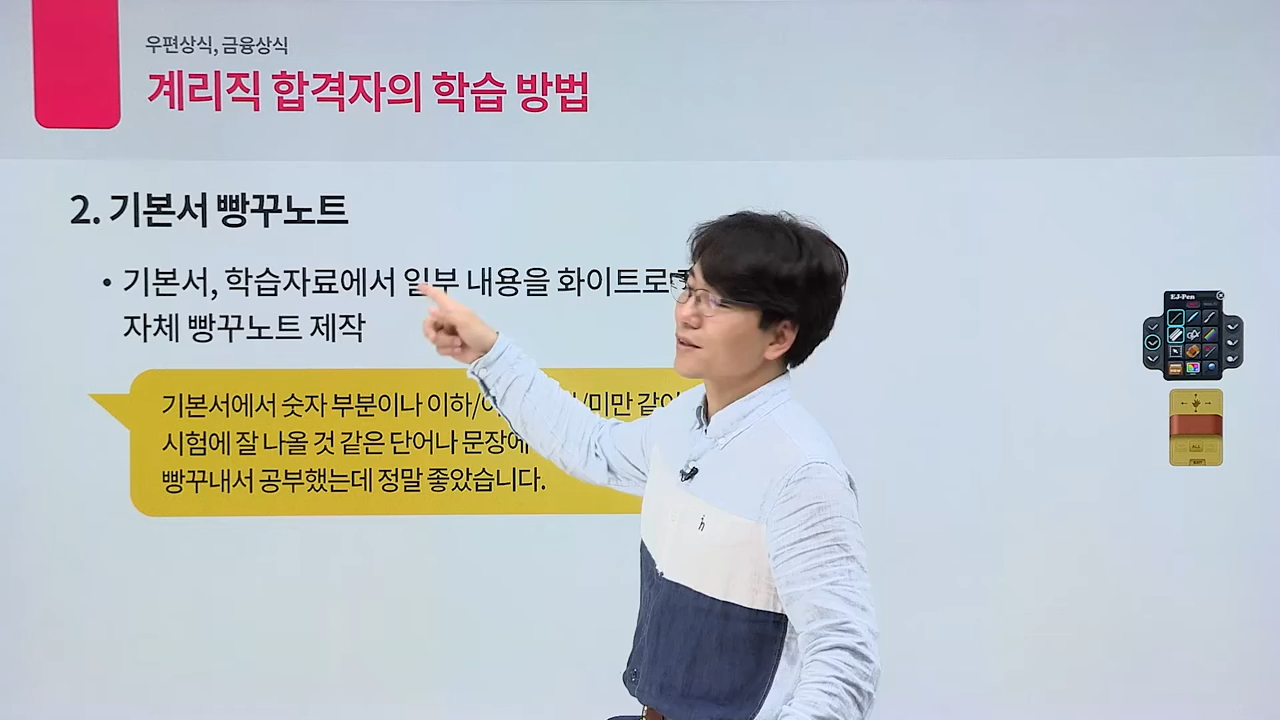 우편상식, 금융상식
계리직 합격자의 학습 방법
2. 기본서 빵꾸노트
• 기본서, 학습자료에서 일부 내용을 화이트로
자체 빵꾸노트 제작
기본서에서 숫자 부분이나 이하/ /미만
시험에 잘 나올 것 같은 단어나 문장에
빵꾸내서 공부했는데 정말 좋았습니다.
EJ-Pen